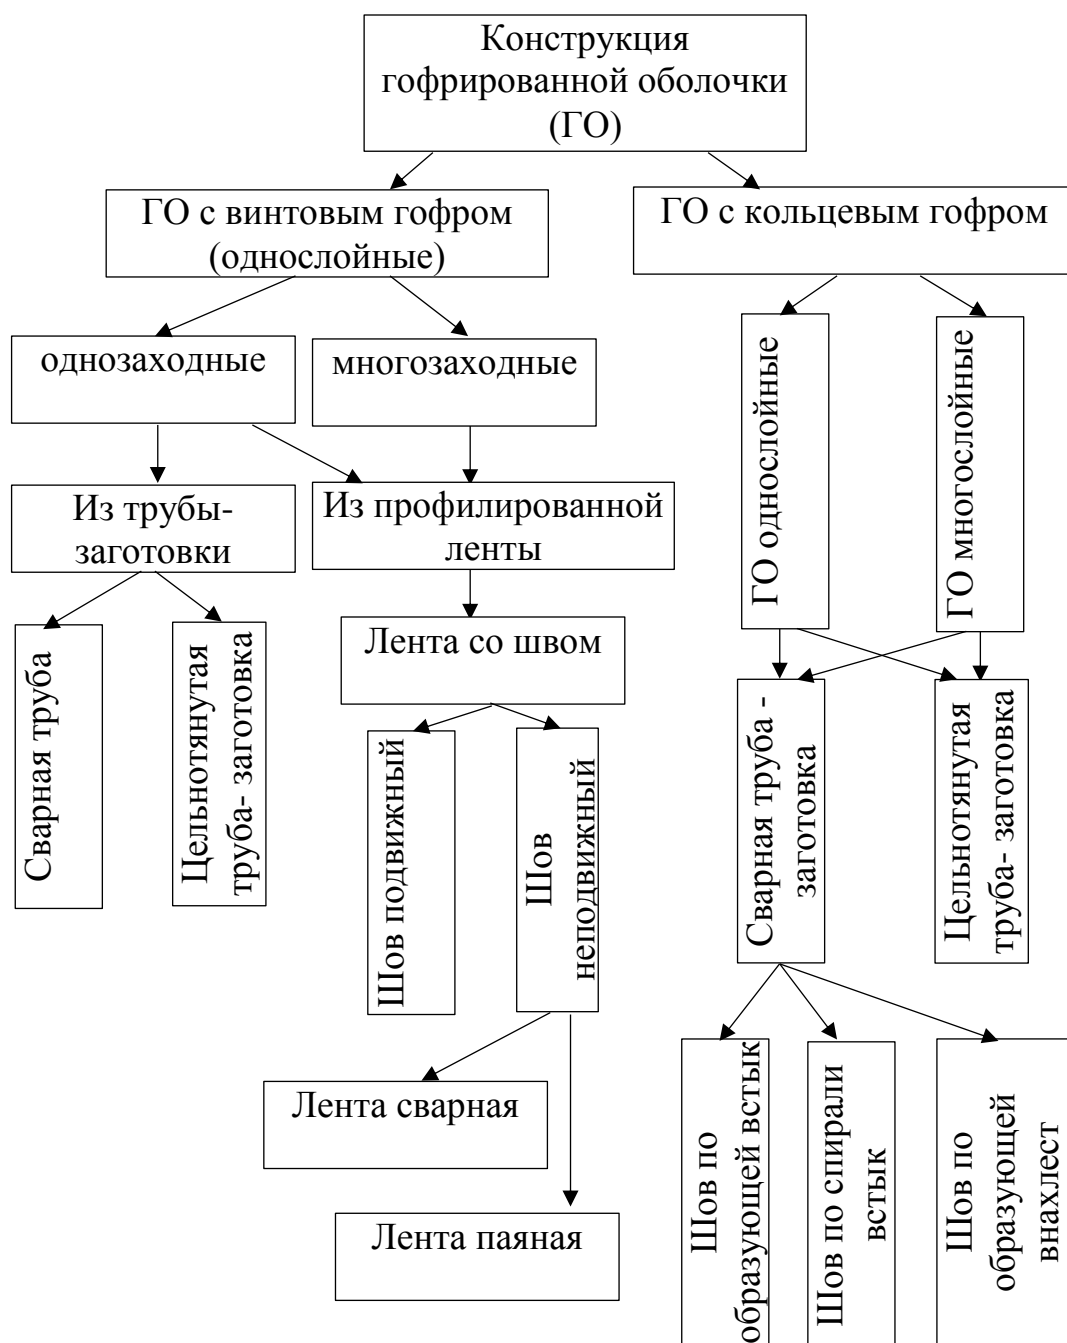 Конструкция
гофрированной оболочки
(ГО)
ГО с винтовым гофром
(однослойные)
ГО с кольцевым гофром
однозаходные
многозаходные
ГО однослойные
ГО многослойные
Из трубы-
заготовки
Из профилированной
ленты
Сварная труба
Цельнотянутая
труба- заготовка
Лента со швом
Шов подвижный
Шов
неподвижный
Сварная труба -
заготовка
Цельнотянутая
труба- заготовка
Лента сварная
Лента паяная
Шов по
образующей встык
Шов по спирали
встык
Шов по
образующей
внахлест